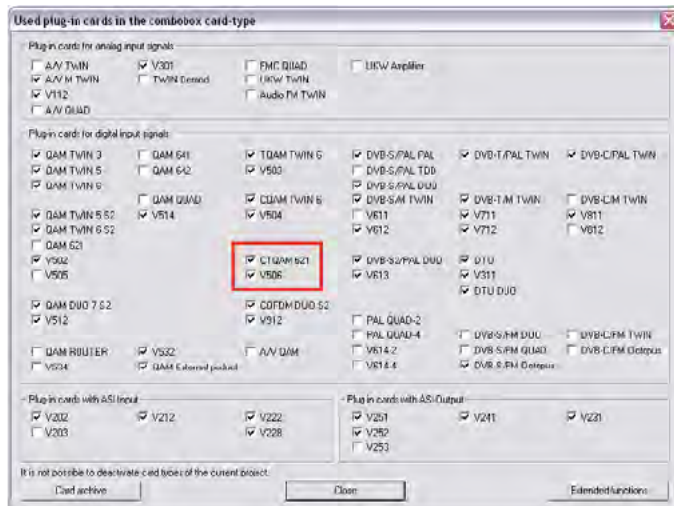 Used plug-in cards in the combobox card-type
Plug-in cards for analog input signals
A/V TWIN V301 FMC QUAD UKW Amplifier
A/V M TWIN TWIN Demod UKW TWIN
V112 Audio FM TWIN
A/V QUAD
Plug-in cards for digital input signals
QAM TWIN 3 QAM 641 TQAM TWIN 6 DVB-S/PAL PAL DVB-T/PAL TWIN DVB-C/PAL TWIN
QAM TWIN 5 QAM 642 V503 DVB-S/PAL TDD
QAM TWIN 6 DVB-S/PAL DUO
QAM QUAD CQAM TWIN 6 DVB-S/M TWIN DVB-T/M TWIN DVB-C/M TWIN
QAM TWIN 5 S2 V514 V504 V611 V711 V811
QAM TWIN 6 S2 V612 V712 V812
QAM 621
V502 CTQAM 621 DVB-S2/PAL DUO DTU
V505 V506 V613 V311
DTU DUO
QAM DUO 7 S2 COFDM DUO S2
V512 V912 PAL QUAD-2
PAL QUAD-4 DVB-S/FM DUO DVB-C/FM TWIN
QAM ROUTER V532 A/V QAM V614-2 DVB-S/FM QUAD DVB-C/FM Octopus
V534 QAM External product V614-4 DVB-S/FM Octopus
Plug-in cards with ASI Input Plug-in cards with ASI Output
V202 V212 V222 V251 V241 V231
V203 V228 V252
V253
It is not possible to deactivate card types of the current project.
Card archive Close Extended functions